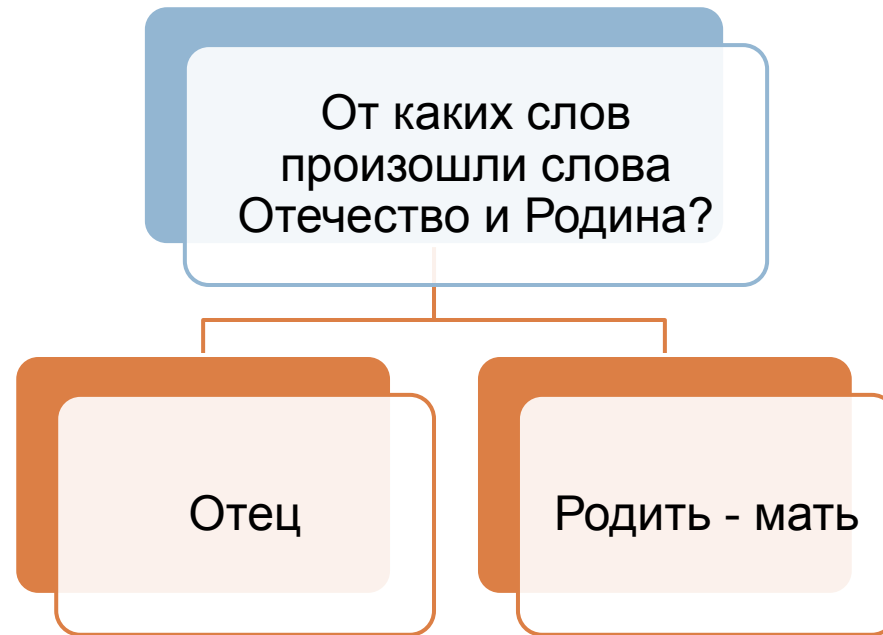 От каких слов
произошли слова
Отечество и Родина?
Отец
Родить - мать